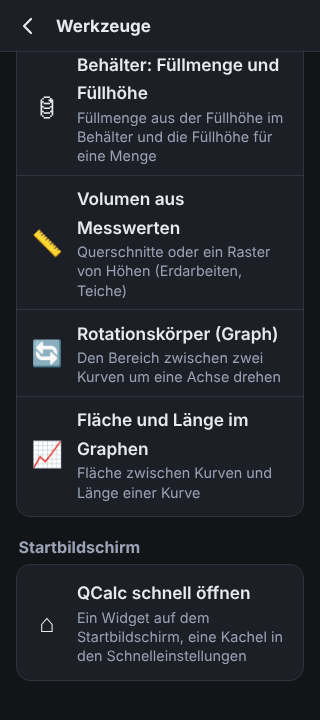 Werkzeuge
Behälter: Füllmenge und
Füllhöhe
Füllmenge aus der Füllhöhe im
Behälter und die Füllhöhe für
eine Menge
Volumen aus
Messwerten
Querschnitte oder ein Raster
von Höhen (Erdarbeiten,
Teiche)
Rotationskörper (Graph)
Den Bereich zwischen zwei
Kurven um eine Achse drehen
Fläche und Länge im
Graphen
Fläche zwischen Kurven und
Länge einer Kurve
Startbildschirm
QCalc schnell öffnen
Ein Widget auf dem
Startbildschirm, eine Kachel in
den Schnelleinstellungen